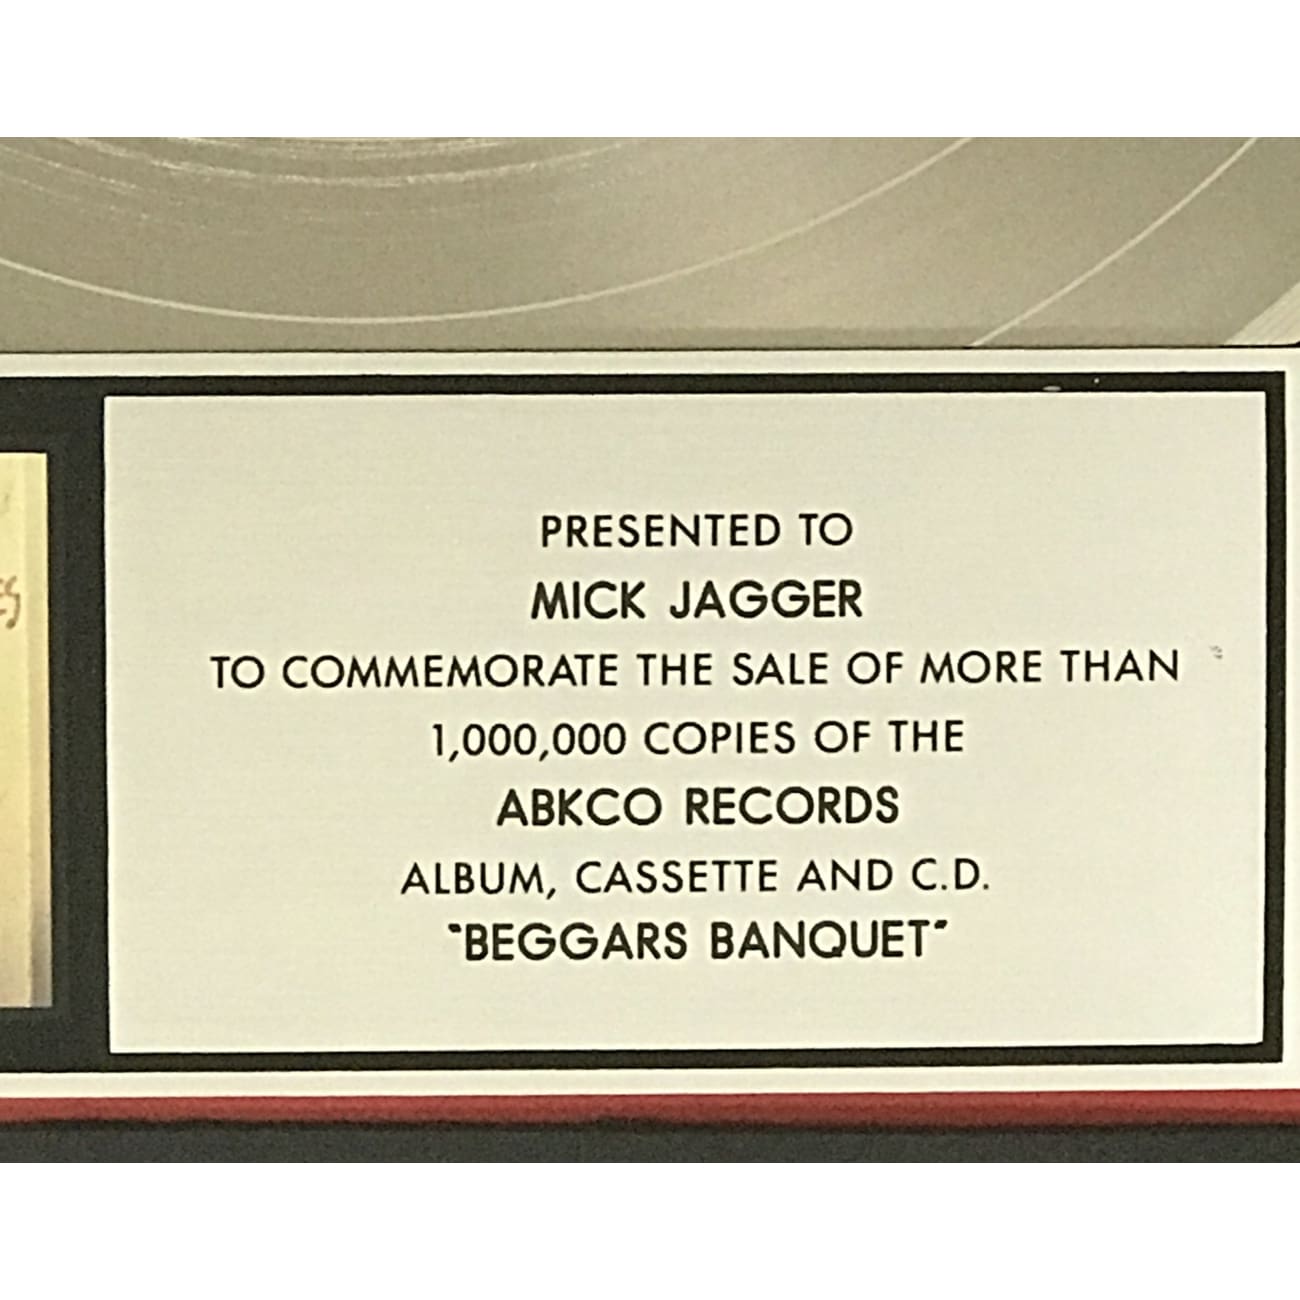 PRESENTED TO
MICK JAGGER
TO COMMEMORATE THE SALE OF MORE THAN
1,000,000 COPIES OF THE
ABKCO RECORDS
ALBUM, CASSETTE AND C.D.
"BEGGARS BANQUET"